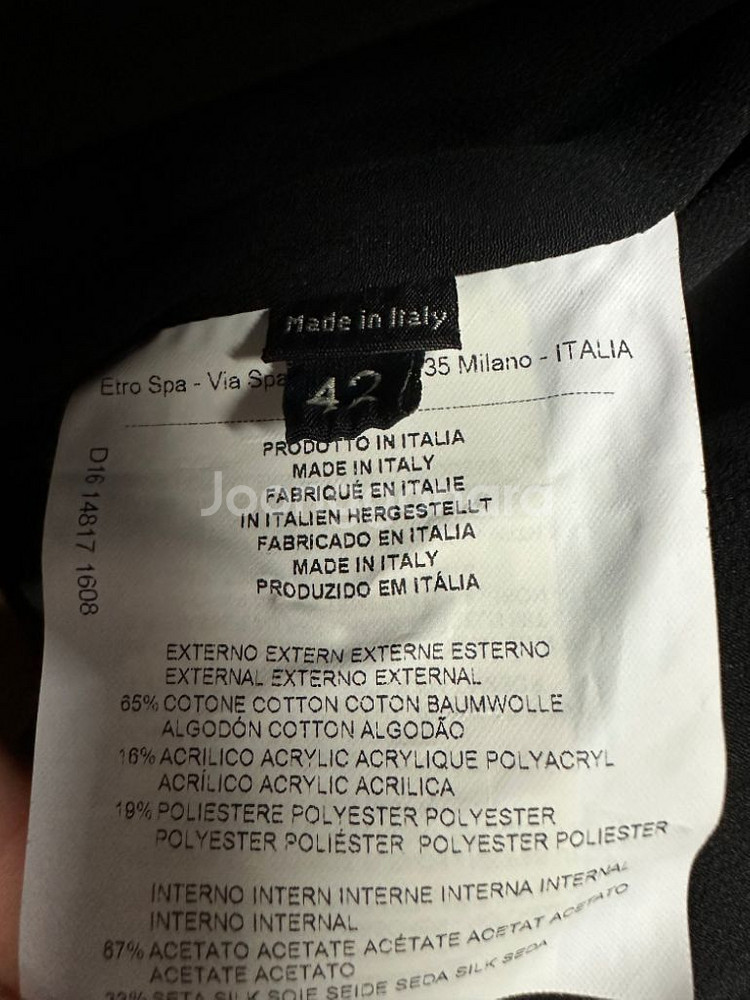 Made in Italy
Etro Spa - Via Spa
42
35 Milano - ITALIA
PRODOTTO IN ITALIA
MADE IN ITALY
FABRIQUÉ EN ITALIE
IN ITALIEN HERGESTELLT
FABRICADO EN ITALIA
MADE IN ITALY
PRODUZIDO EM ITÁLIA
D16 14817 1608
EXTERNO EXTERN EXTERNE ESTERNO
EXTERNAL EXTERNO EXTERNAL
65% COTONE COTTON COTON BAUMWOLLE
ALGODÓN COTTON ALGODÃO
16% ACRILICO ACRYLIC ACRYLIQUE POLYACRYL
ACRÍLICO ACRYLIC ACRILICA
19% POLIESTERE POLYESTER POLYESTER
POLYESTER POLIÉSTER POLYESTER POLIESTER
INTERNO INTERN INTERNE INTERNA INTERNAL
INTERNO INTERNAL
67% ACETATO ACETATE ACÉTATE ACETAT ACETATO
ACETATE ACETATO
33% SETA SILK SOIE SEIDE SEDA SILK SEDA